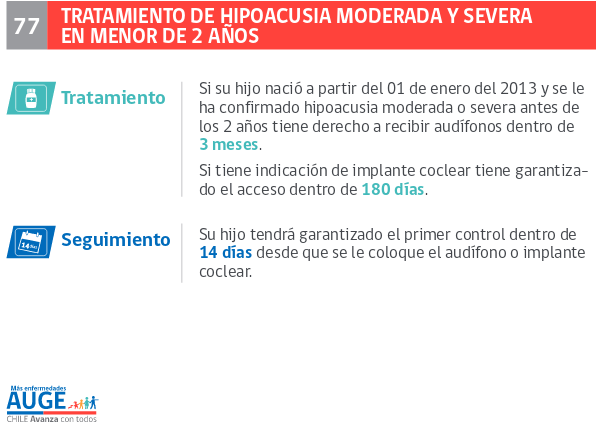 77
TRATAMIENTO DE HIPOACUSIA MODERADA Y SEVERA
EN MENOR DE 2 AÑOS
Tratamiento
Si su hijo nació a partir del 01 de enero del 2013 y se le
ha confirmado hipoacusia moderada o severa antes de
los 2 años tiene derecho a recibir audífonos dentro de
3 meses.
Si tiene indicación de implante coclear tiene garantiza-
do el acceso dentro de 180 días.
14 Días
Seguimiento
Su hijo tendrá garantizado el primer control dentro de
14 días desde que se le coloque el audífono o implante
coclear.
Más enfermedades
AUGE
CHILE Avanza con todos